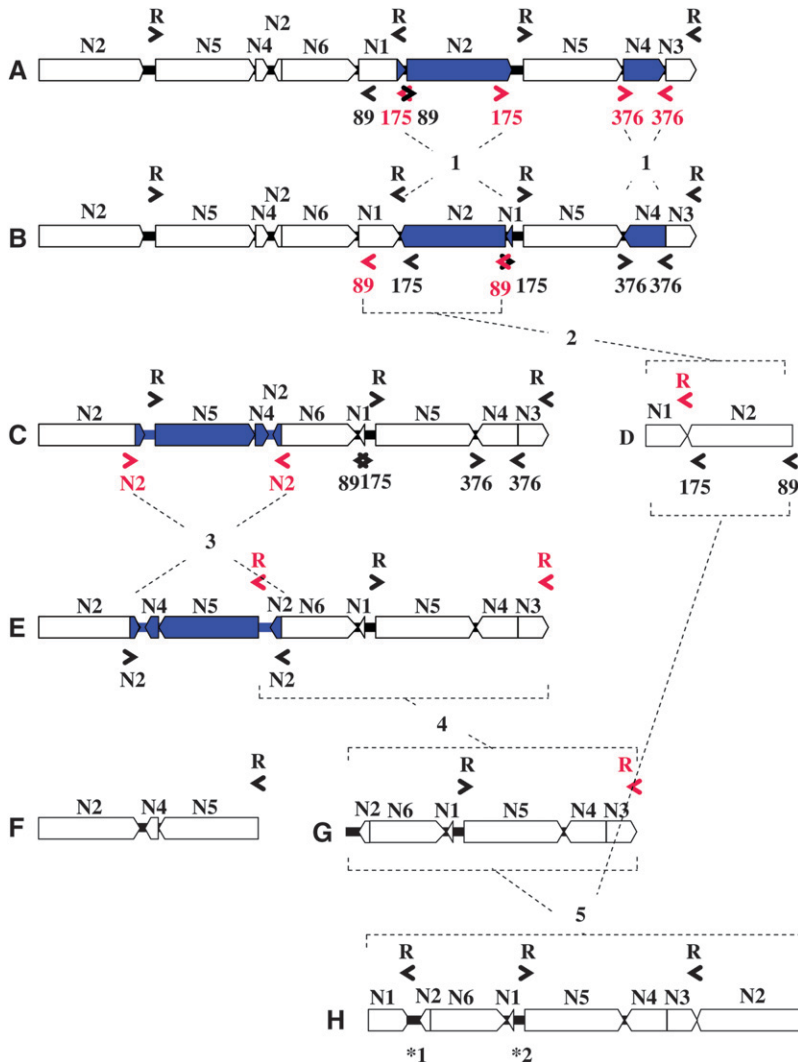 R R R R
N2 N5 N4 N2 N6 N1 N2 N5 N4 N3
A
89 175 89 175 376 376
1 1
R R R R
N2 N5 N4 N2 N6 N1 N2 N1 N5 N4 N3
B
89 175 89 175 376 376
2
R R R R
N2 N5 N4 N2 N6 N1 N5 N4 N3 N1 N2
C D
N2 N2 89 175 376 376 175 89
3
R R R
N2 N4 N5 N2 N6 N1 N5 N4 N3
E
N2 N2
4
R R R
N2 N4 N5 N2 N6 N1 N5 N4 N3
F G
5
R R R
N1 N2 N6 N1 N5 N4 N3 N2
H
*1 *2